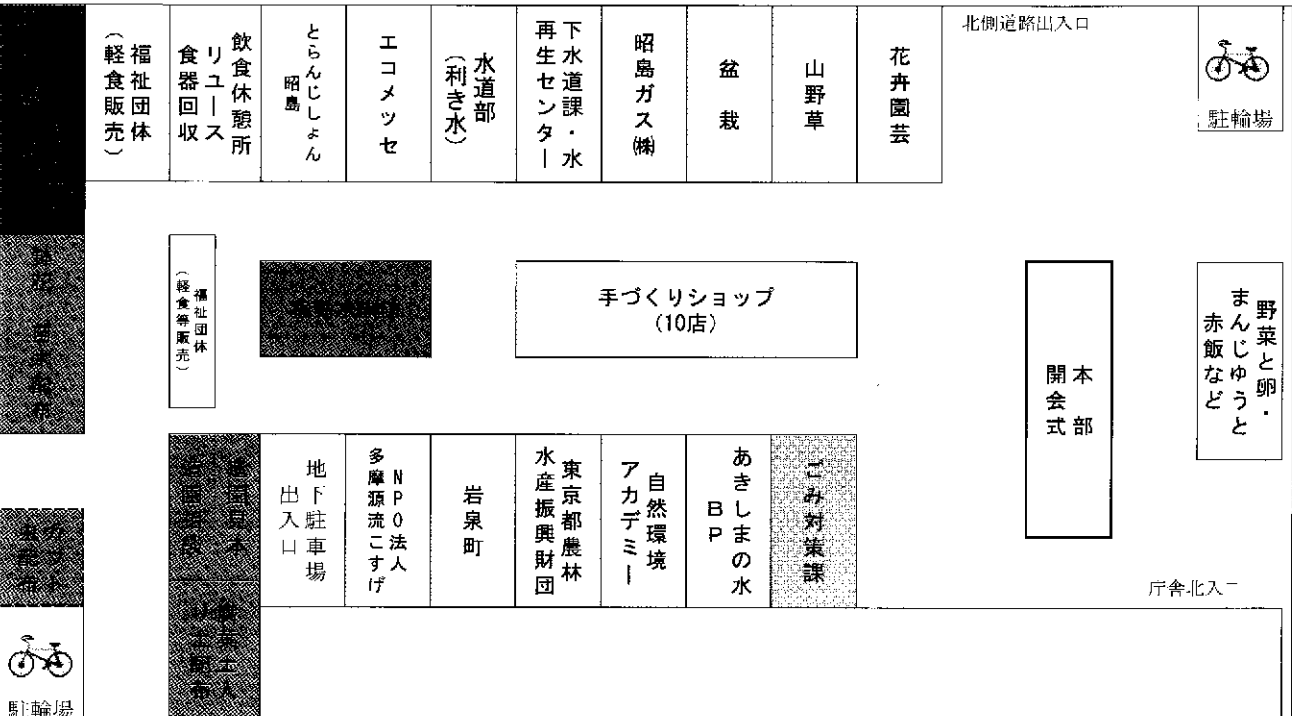 福祉団体
（軽食販売）
飲食休憩所
リユース
食器回収
とらんじしょん
昭島
エコメッセ
水道部
（利き水）
下水道課・水
再生センター
昭島ガス㈱
盆栽
山野草
花卉園芸
北側道路出入口
駐輪場
福祉団体
（軽食等販売）
手づくりショップ
（10店）
本部
開会式
野菜と卵・
まんじゅうと
赤飯など
地下駐車場
出入口
NPO法人
多摩源流こすげ
岩泉町
東京都農林
水産振興財団
自然環境
アカデミー
あきしまの水
BP
ごみ対策課
庁舎北入
駐輪場